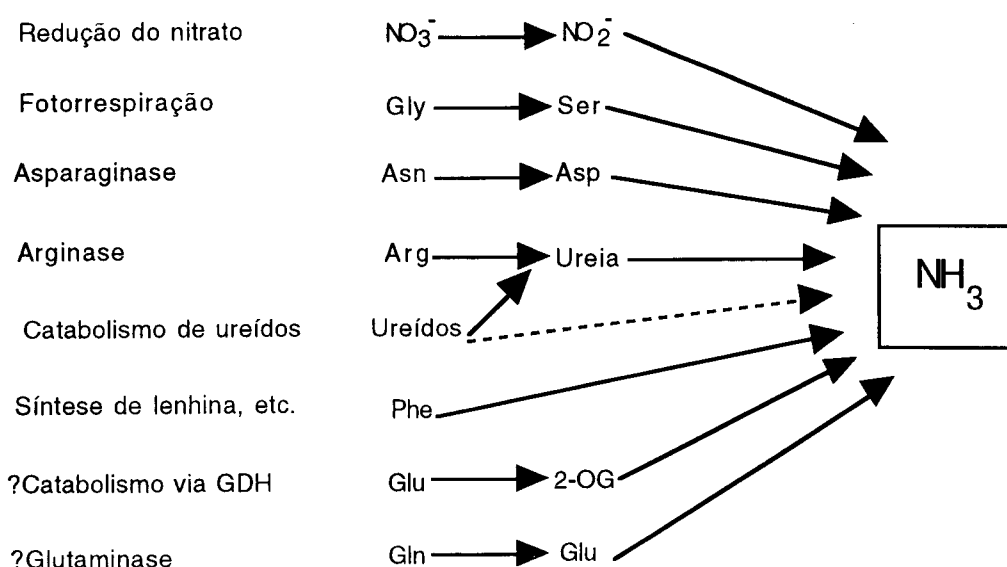 Redução do nitrato NO3- NO2-
Fotorrespiração Gly Ser
Asparaginase Asn Asp
Arginase Arg Ureia
NH3
Catabolismo de ureídos Ureídos
Síntese de lenhina, etc. Phe
?Catabolismo via GDH Glu 2-OG
?Glutaminase Gln Glu